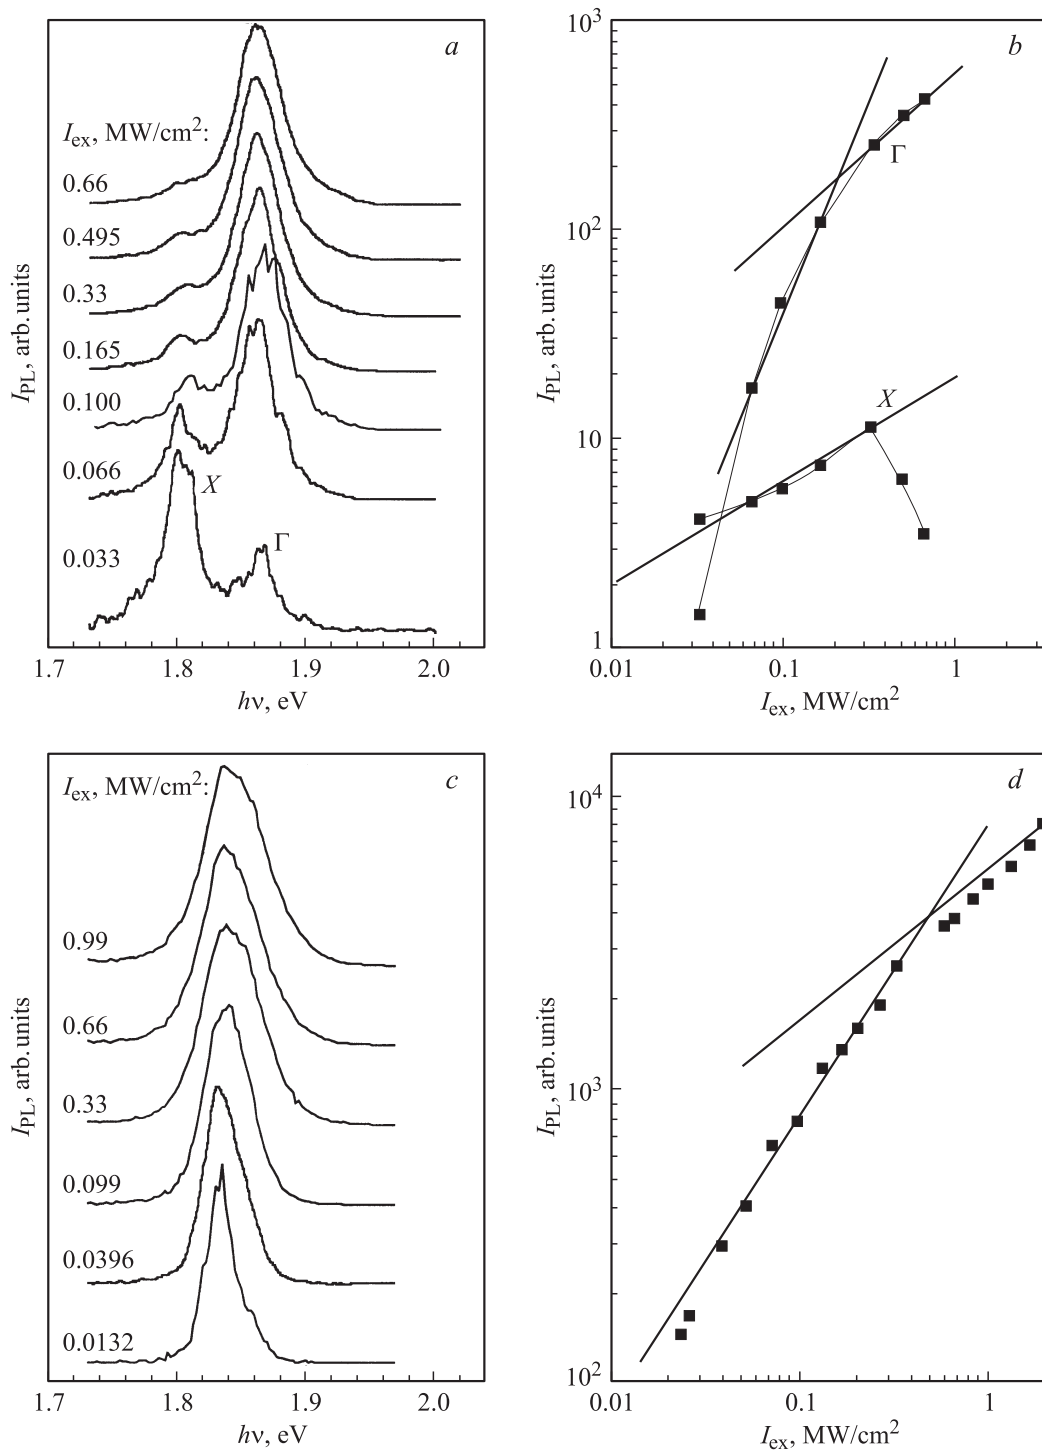 a
I_ex, MW/cm²:
0.66
0.495
0.33
0.165
0.100
0.066
0.033
X
Γ
I_PL, arb. units
1.7 1.8 1.9 2.0
hν, eV
b
10³
10²
10
1
Γ
X
I_PL, arb. units
0.01 0.1 1
I_ex, MW/cm²
c
I_ex, MW/cm²:
0.99
0.66
0.33
0.099
0.0396
0.0132
I_PL, arb. units
1.7 1.8 1.9 2.0
hν, eV
d
10⁴
10³
10²
I_PL, arb. units
0.01 0.1 1
I_ex, MW/cm²